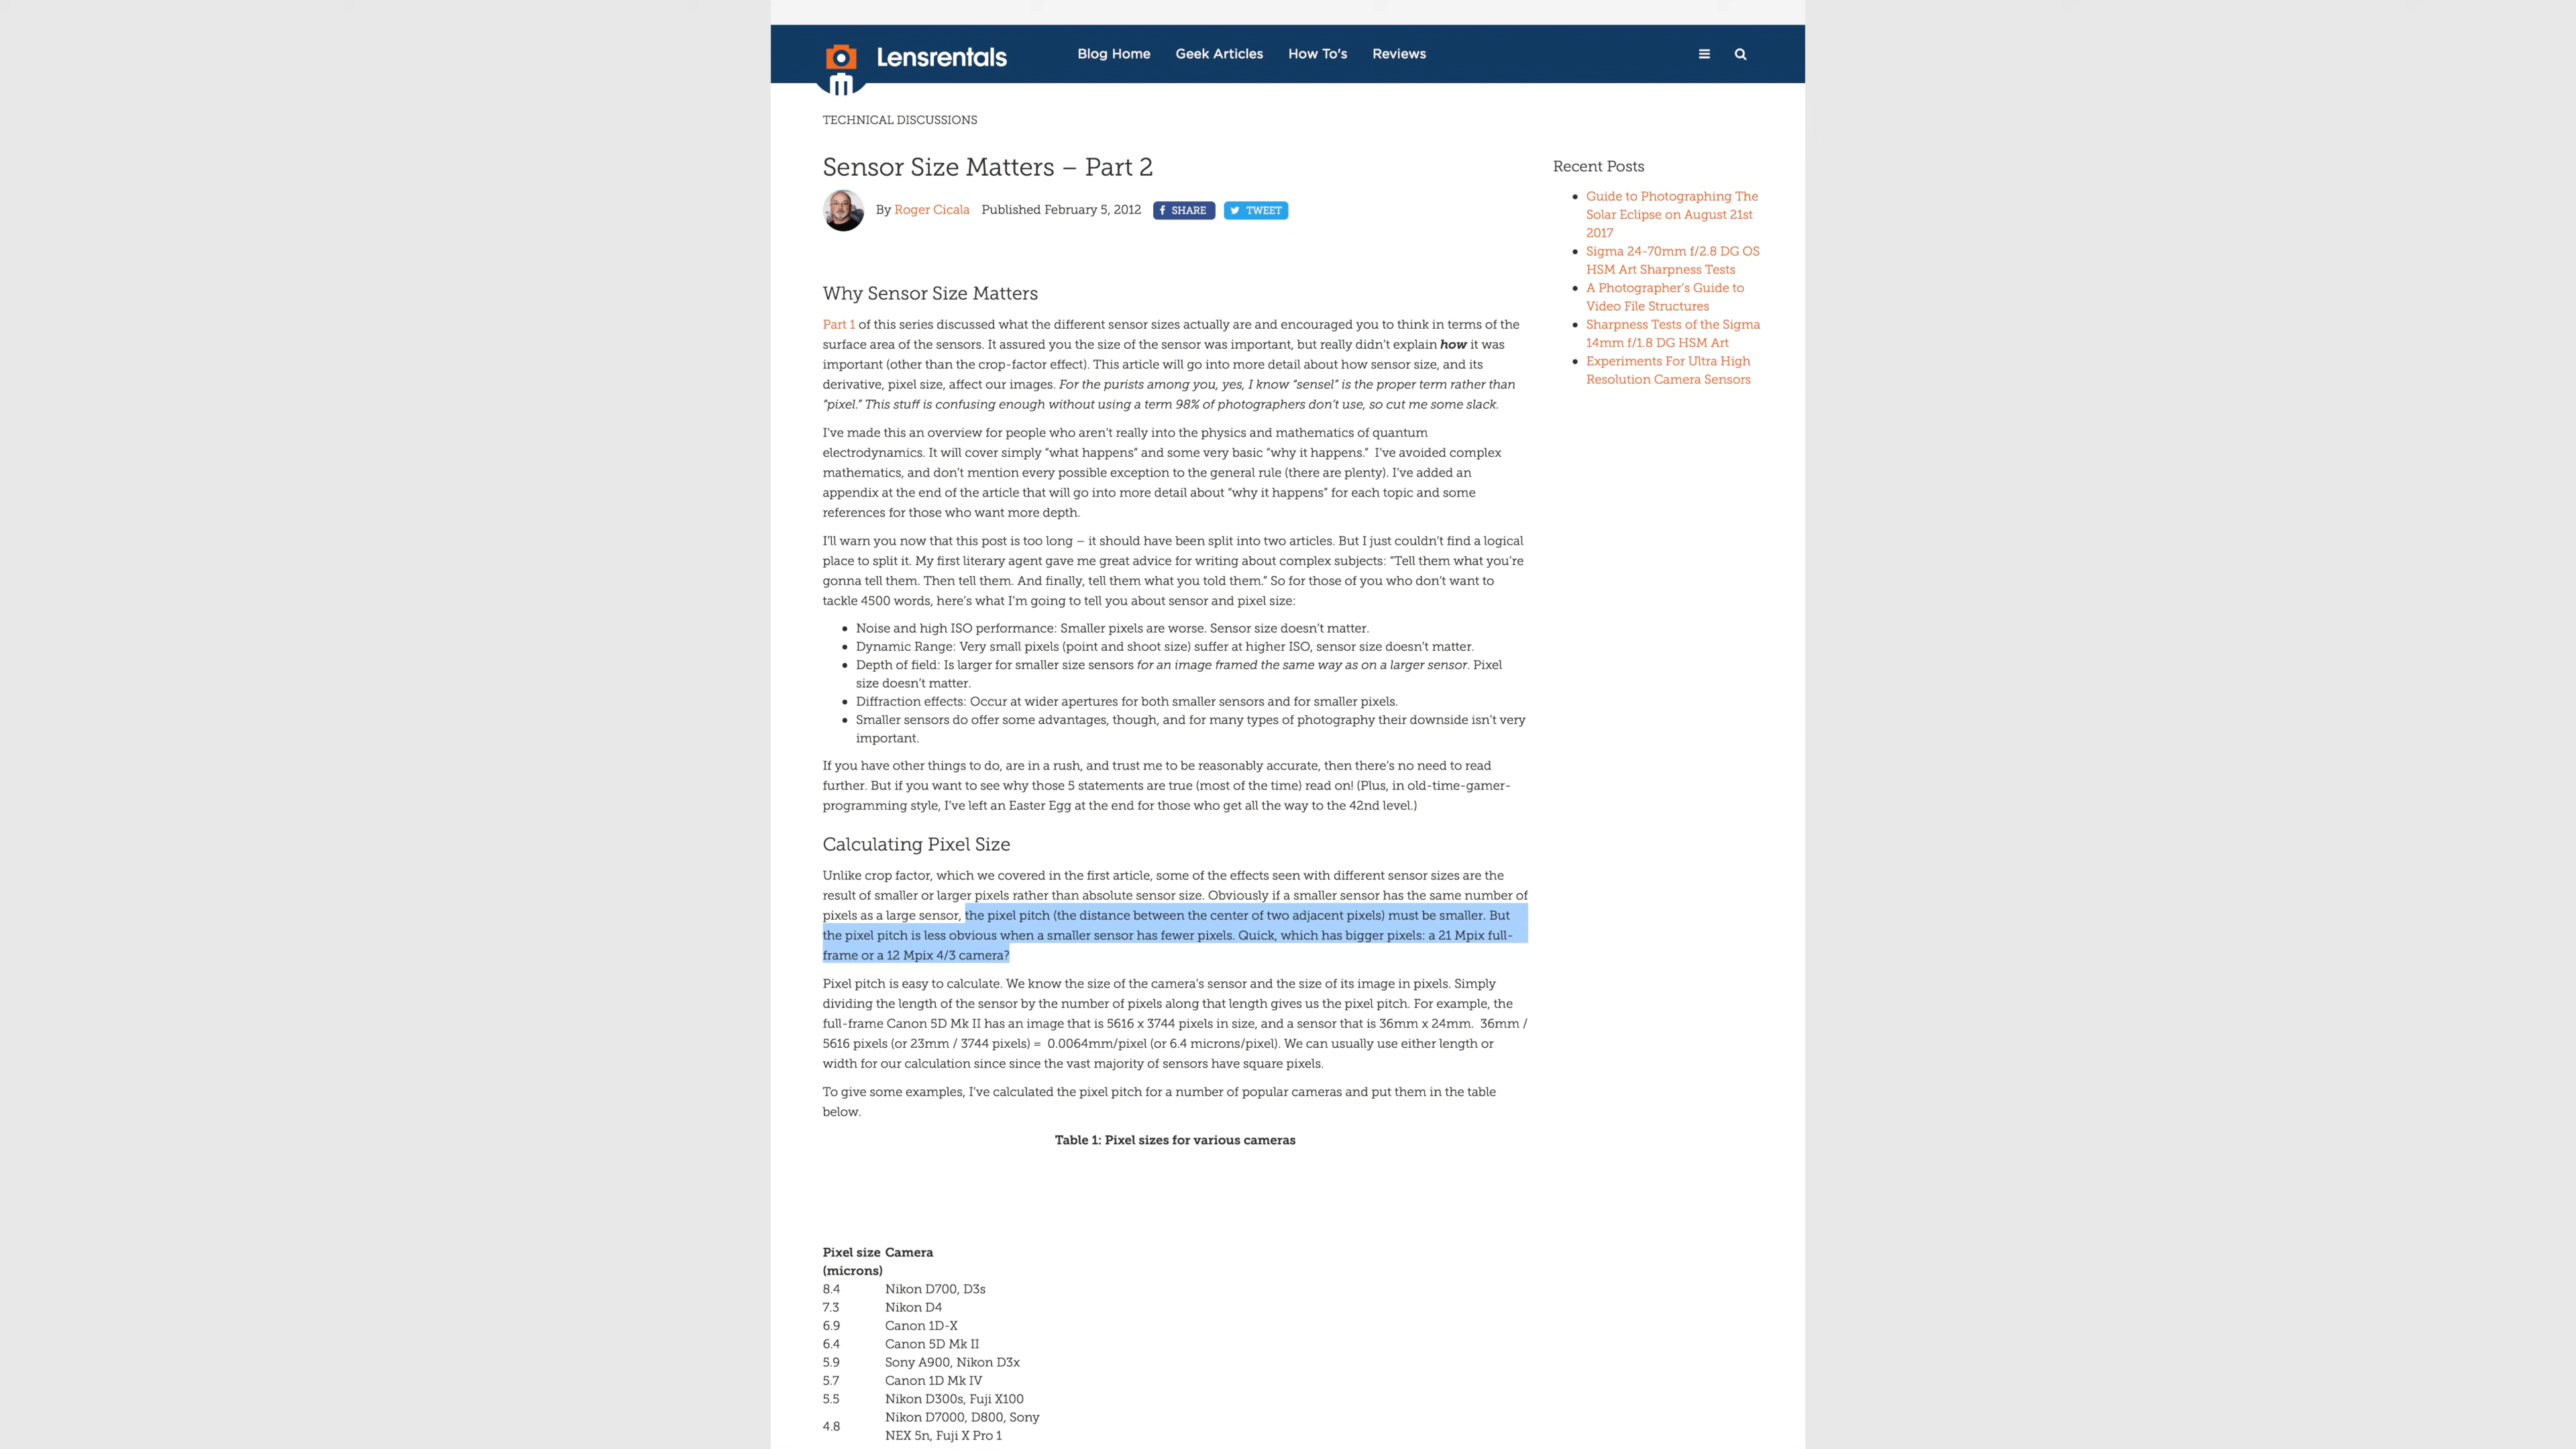 Lensrentals
Blog Home Geek Articles How To's Reviews
TECHNICAL DISCUSSIONS
Sensor Size Matters – Part 2
By Roger Cicala Published February 5, 2012 SHARE TWEET
Why Sensor Size Matters
Part 1 of this series discussed what the different sensor sizes actually are and encouraged you to think in terms of the
surface area of the sensors. It assured you the size of the sensor was important, but really didn’t explain how it was
important (other than the crop-factor effect). This article will go into more detail about how sensor size, and its
derivative, pixel size, affect our images. For the purists among you, yes, I know “sensel” is the proper term rather than
“pixel.” This stuff is confusing enough without using a term 98% of photographers don’t use, so cut me some slack.
I’ve made this an overview for people who aren’t really into the physics and mathematics of quantum
electrodynamics. It will cover simply “what happens” and some very basic “why it happens.” I’ve avoided complex
mathematics, and don’t mention every possible exception to the general rule (there are plenty). I’ve added an
appendix at the end of the article that will go into more detail about “why it happens” for each topic and some
references for those who want more depth.
I’ll warn you now that this post is too long – it should have been split into two articles. But I just couldn’t find a logical
place to split it. My first literary agent gave me great advice for writing about complex subjects: “Tell them what you’re
gonna tell them. Then tell them. And finally, tell them what you told them.” So for those of you who don’t want to
tackle 4500 words, here’s what I’m going to tell you about sensor and pixel size:
• Noise and high ISO performance: Smaller pixels are worse. Sensor size doesn’t matter.
• Dynamic Range: Very small pixels (point and shoot size) suffer at higher ISO, sensor size doesn’t matter.
• Depth of field: Is larger for smaller size sensors for an image framed the same way as on a larger sensor. Pixel
size doesn’t matter.
• Diffraction effects: Occur at wider apertures for both smaller sensors and for smaller pixels.
• Smaller sensors do offer some advantages, though, and for many types of photography their downside isn’t very
important.
If you have other things to do, are in a rush, and trust me to be reasonably accurate, then there’s no need to read
further. But if you want to see why those 5 statements are true (most of the time) read on! (Plus, in old-time-gamer-
programming style, I’ve left an Easter Egg at the end for those who get all the way to the 42nd level.)
Calculating Pixel Size
Unlike crop factor, which we covered in the first article, some of the effects seen with different sensor sizes are the
result of smaller or larger pixels rather than absolute sensor size. Obviously if a smaller sensor has the same number of
pixels as a large sensor, the pixel pitch (the distance between the center of two adjacent pixels) must be smaller. But
the pixel pitch is less obvious when a smaller sensor has fewer pixels. Quick, which has bigger pixels: a 21 Mpix full-
frame or a 12 Mpix 4/3 camera?
Pixel pitch is easy to calculate. We know the size of the camera’s sensor and the size of its image in pixels. Simply
dividing the length of the sensor by the number of pixels along that length gives us the pixel pitch. For example, the
full-frame Canon 5D Mk II has an image that is 5616 x 3744 pixels in size, and a sensor that is 36mm x 24mm. 36mm /
5616 pixels (or 23mm / 3744 pixels) = 0.0064mm/pixel (or 6.4 microns/pixel). We can usually use either length or
width for our calculation since since the vast majority of sensors have square pixels.
To give some examples, I’ve calculated the pixel pitch for a number of popular cameras and put them in the table
below.
Table 1: Pixel sizes for various cameras
Pixel size Camera
(microns)
8.4 Nikon D700, D3s
7.3 Nikon D4
6.9 Canon 1D-X
6.4 Canon 5D Mk II
5.9 Sony A900, Nikon D3x
5.7 Canon 1D Mk IV
5.5 Nikon D300s, Fuji X100
4.8 Nikon D7000, D800, Sony
NEX 5n, Fuji X Pro 1
Recent Posts
• Guide to Photographing The
Solar Eclipse on August 21st
2017
• Sigma 24-70mm f/2.8 DG OS
HSM Art Sharpness Tests
• A Photographer’s Guide to
Video File Structures
• Sharpness Tests of the Sigma
14mm f/1.8 DG HSM Art
• Experiments For Ultra High
Resolution Camera Sensors